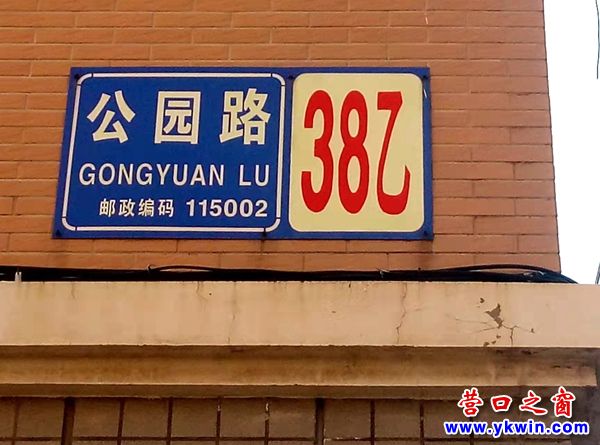 公园路
GONGYUAN LU
邮政编码 115002
38乙
营口之窗
www.ykwin.com